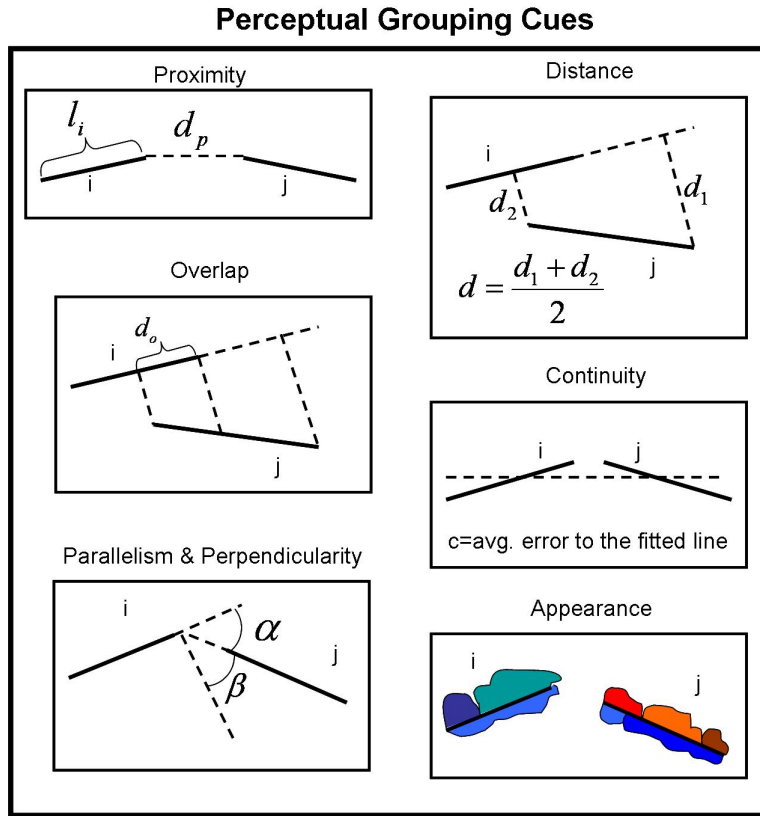 Perceptual Grouping Cues
Proximity
l_i
d_p
i
j
Distance
i
d_2
d_1
j
d = \frac{d_1 + d_2}{2}
Overlap
i
d_o
j
Continuity
i
j
c=avg. error to the fitted line
Parallelism & Perpendicularity
i
α
j
β
Appearance
i
j